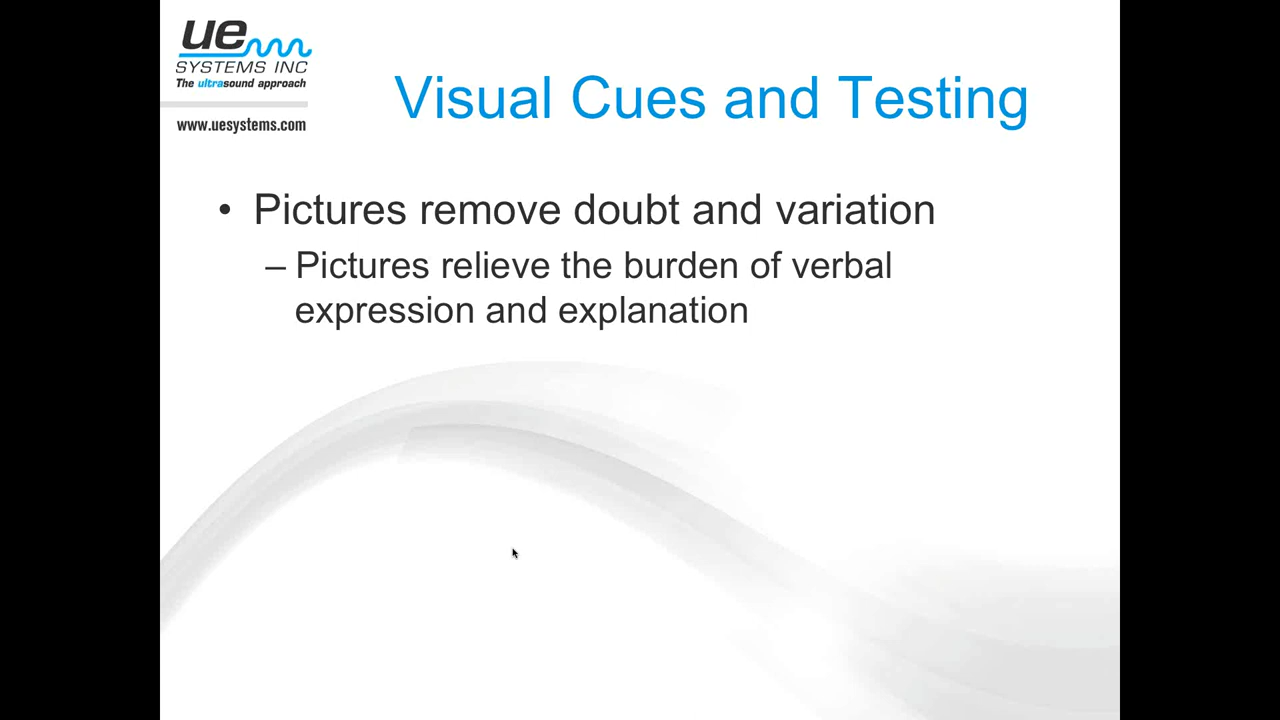 ue
SYSTEMS INC
The ultrasound approach
www.uesystems.com
Visual Cues and Testing
• Pictures remove doubt and variation
– Pictures relieve the burden of verbal
expression and explanation